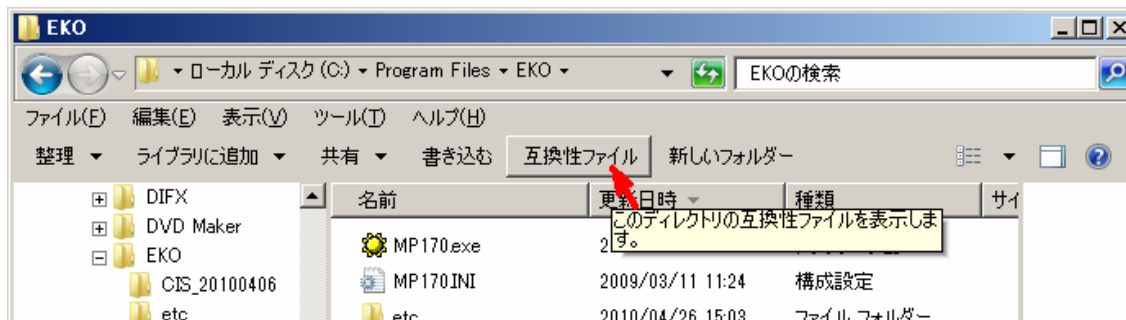 EKO
ローカル ディスク (C:) Program Files EKO EKOの検索
ファイル(F) 編集(E) 表示(V) ツール(T) ヘルプ(H)
整理 ライブラリに追加 共有 書き込む 互換性ファイル 新しいフォルダー
DIFX 名前 更新日時 種類
このディレクトリの互換性ファイルを表示します。
DVD Maker MP170.exe
EKO
CIS_20100406 MP170.INI 2009/03/11 11:24 構成設定
etc etc 2010/04/26 15:03 ファイル フォルダー